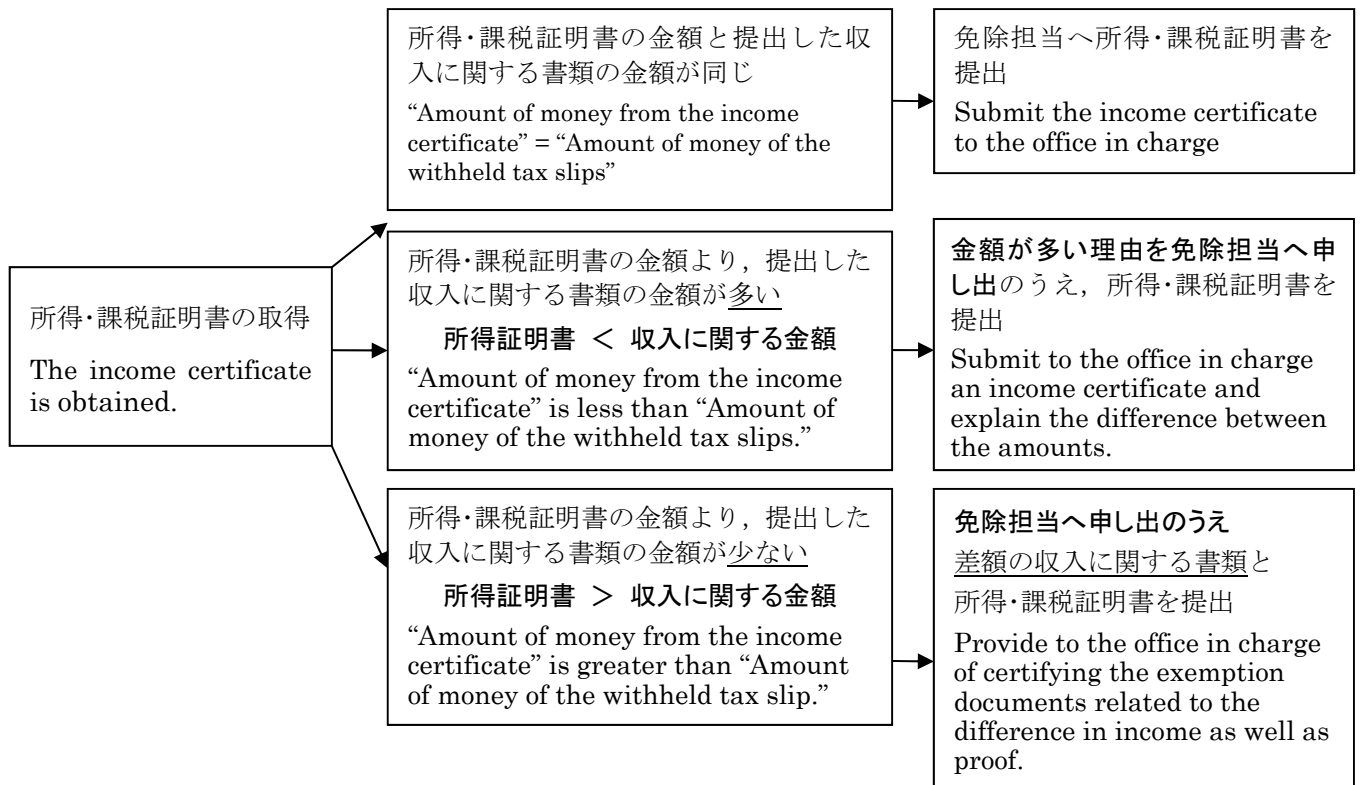 所得・課税証明書の取得
The income certificate
is obtained.
所得・課税証明書の金額と提出した収
入に関する書類の金額が同じ
“Amount of money from the income
certificate” = “Amount of money of the
withheld tax slips”
免除担当へ所得・課税証明書を
提出
Submit the income certificate
to the office in charge
所得・課税証明書の金額より，提出した
収入に関する書類の金額が多い
所得証明書 ＜ 収入に関する金額
“Amount of money from the income
certificate” is less than “Amount of
money of the withheld tax slips.”
金額が多い理由を免除担当へ申
し出のうえ，所得・課税証明書を
提出
Submit to the office in charge
an income certificate and
explain the difference between
the amounts.
所得・課税証明書の金額より，提出した
収入に関する書類の金額が少ない
所得証明書 ＞ 収入に関する金額
“Amount of money from the income
certificate” is greater than “Amount
of money of the withheld tax slip.”
免除担当へ申し出のうえ
差額の収入に関する書類と
所得・課税証明書を提出
Provide to the office in charge
of certifying the exemption
documents related to the
difference in income as well as
proof.